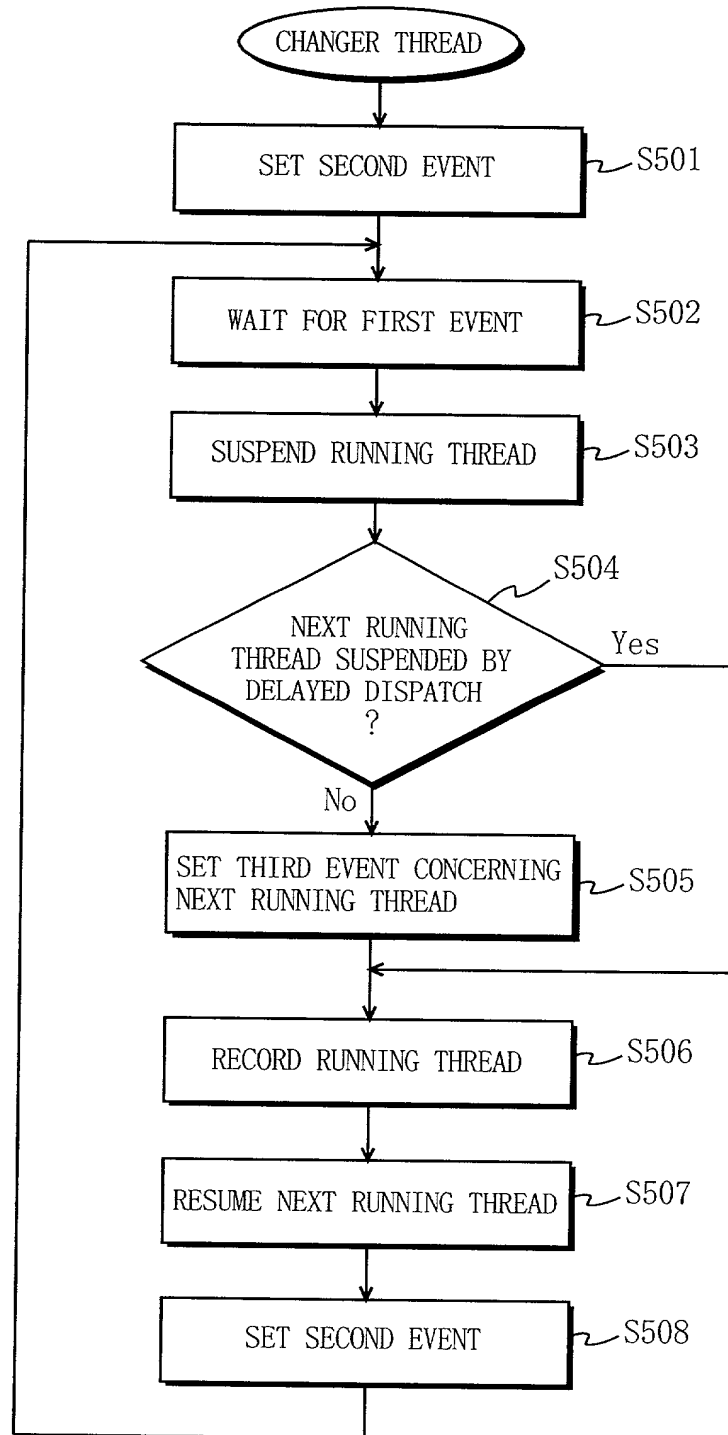 CHANGER THREAD
SET SECOND EVENT
S501
WAIT FOR FIRST EVENT
S502
SUSPEND RUNNING THREAD
S503
S504
NEXT RUNNING
THREAD SUSPENDED BY
DELAYED DISPATCH
?
Yes
No
SET THIRD EVENT CONCERNING
NEXT RUNNING THREAD
S505
RECORD RUNNING THREAD
S506
RESUME NEXT RUNNING THREAD
S507
SET SECOND EVENT
S508